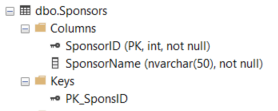 dbo.Sponsors
Columns
SponsorID (PK, int, not null)
SponsorName (nvarchar(50), not null)
Keys
PK_SponsID